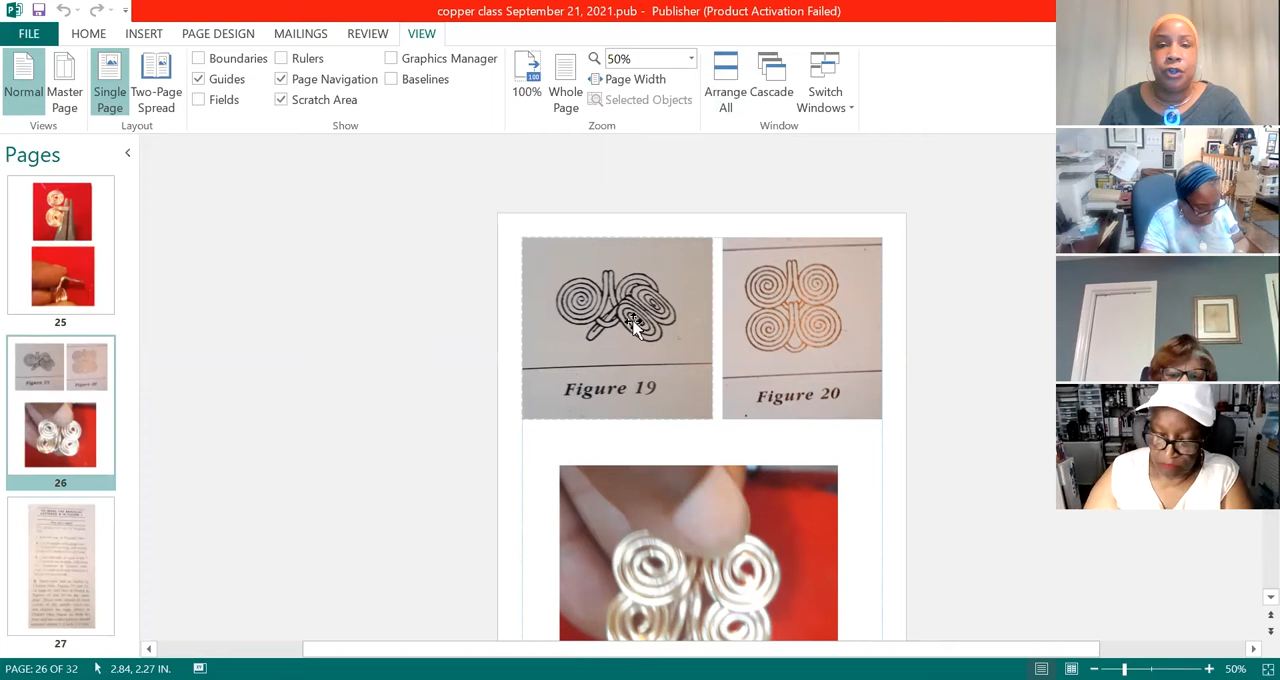 copper class September 21, 2021.pub - Publisher (Product Activation Failed)
FILE HOME INSERT PAGE DESIGN MAILINGS REVIEW VIEW
Normal
Master Page
Single Page
Two-Page Spread
Boundaries
Guides
Fields
Rulers
Page Navigation
Scratch Area
Graphics Manager
Baselines
100%
Whole Page
50%
Page Width
Selected Objects
Arrange All
Cascade
Switch Windows
Views
Layout
Show
Zoom
Window
Pages
25
Figure 19
26
27
Figure 19
Figure 20
PAGE: 26 OF 32
2.84, 2.27 IN.
50%